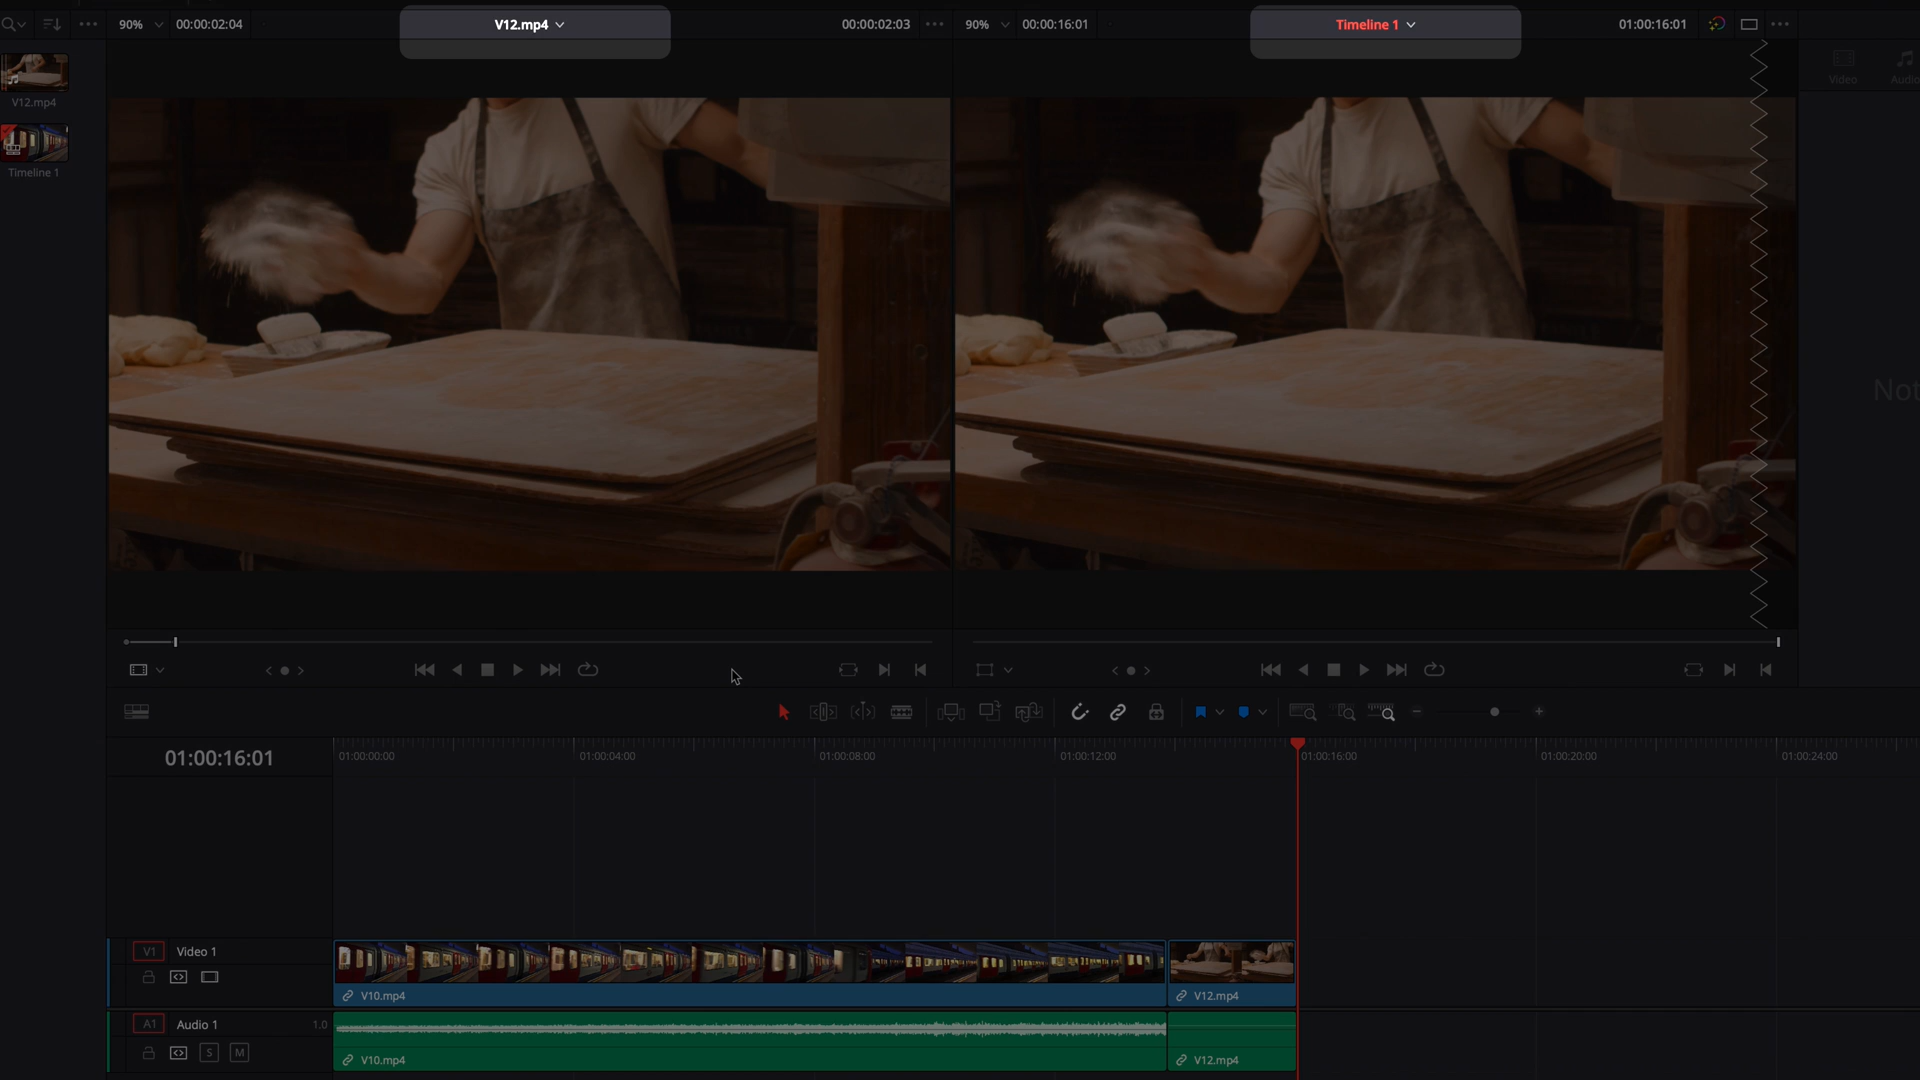 90%
00:00:02:04
V12.mp4
00:00:02:03
90%
00:00:16:01
Timeline 1
01:00:16:01
V12.mp4
Timeline 1
Video
Audio
Not
01:00:16:01
01:00:00:00
01:00:04:00
01:00:08:00
01:00:12:00
01:00:16:00
01:00:20:00
01:00:24:00
V1
Video 1
V10.mp4
V12.mp4
A1
Audio 1
1.0
S
M
V10.mp4
V12.mp4